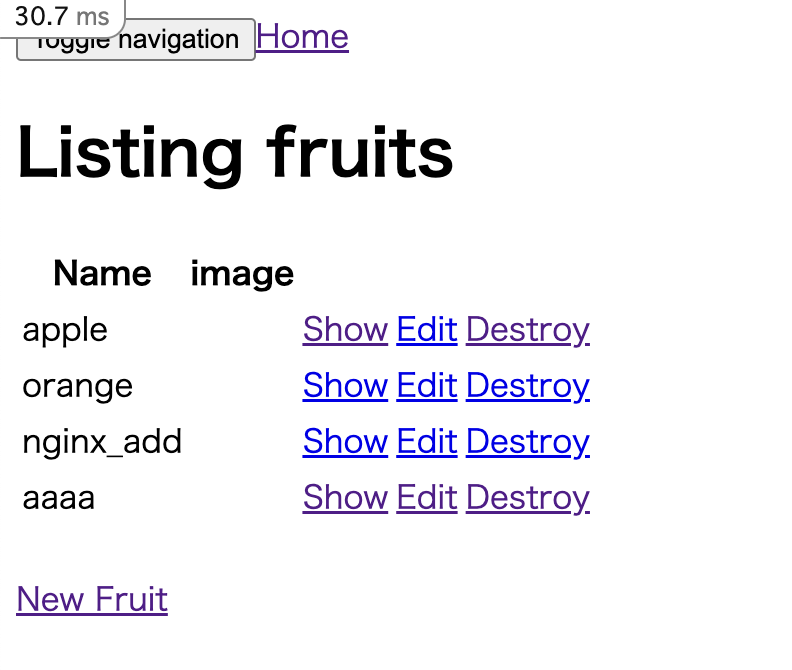 30.7 ms
Toggle navigation Home
Listing fruits
Name image
apple Show Edit Destroy
orange Show Edit Destroy
nginx_add Show Edit Destroy
aaaa Show Edit Destroy
New Fruit